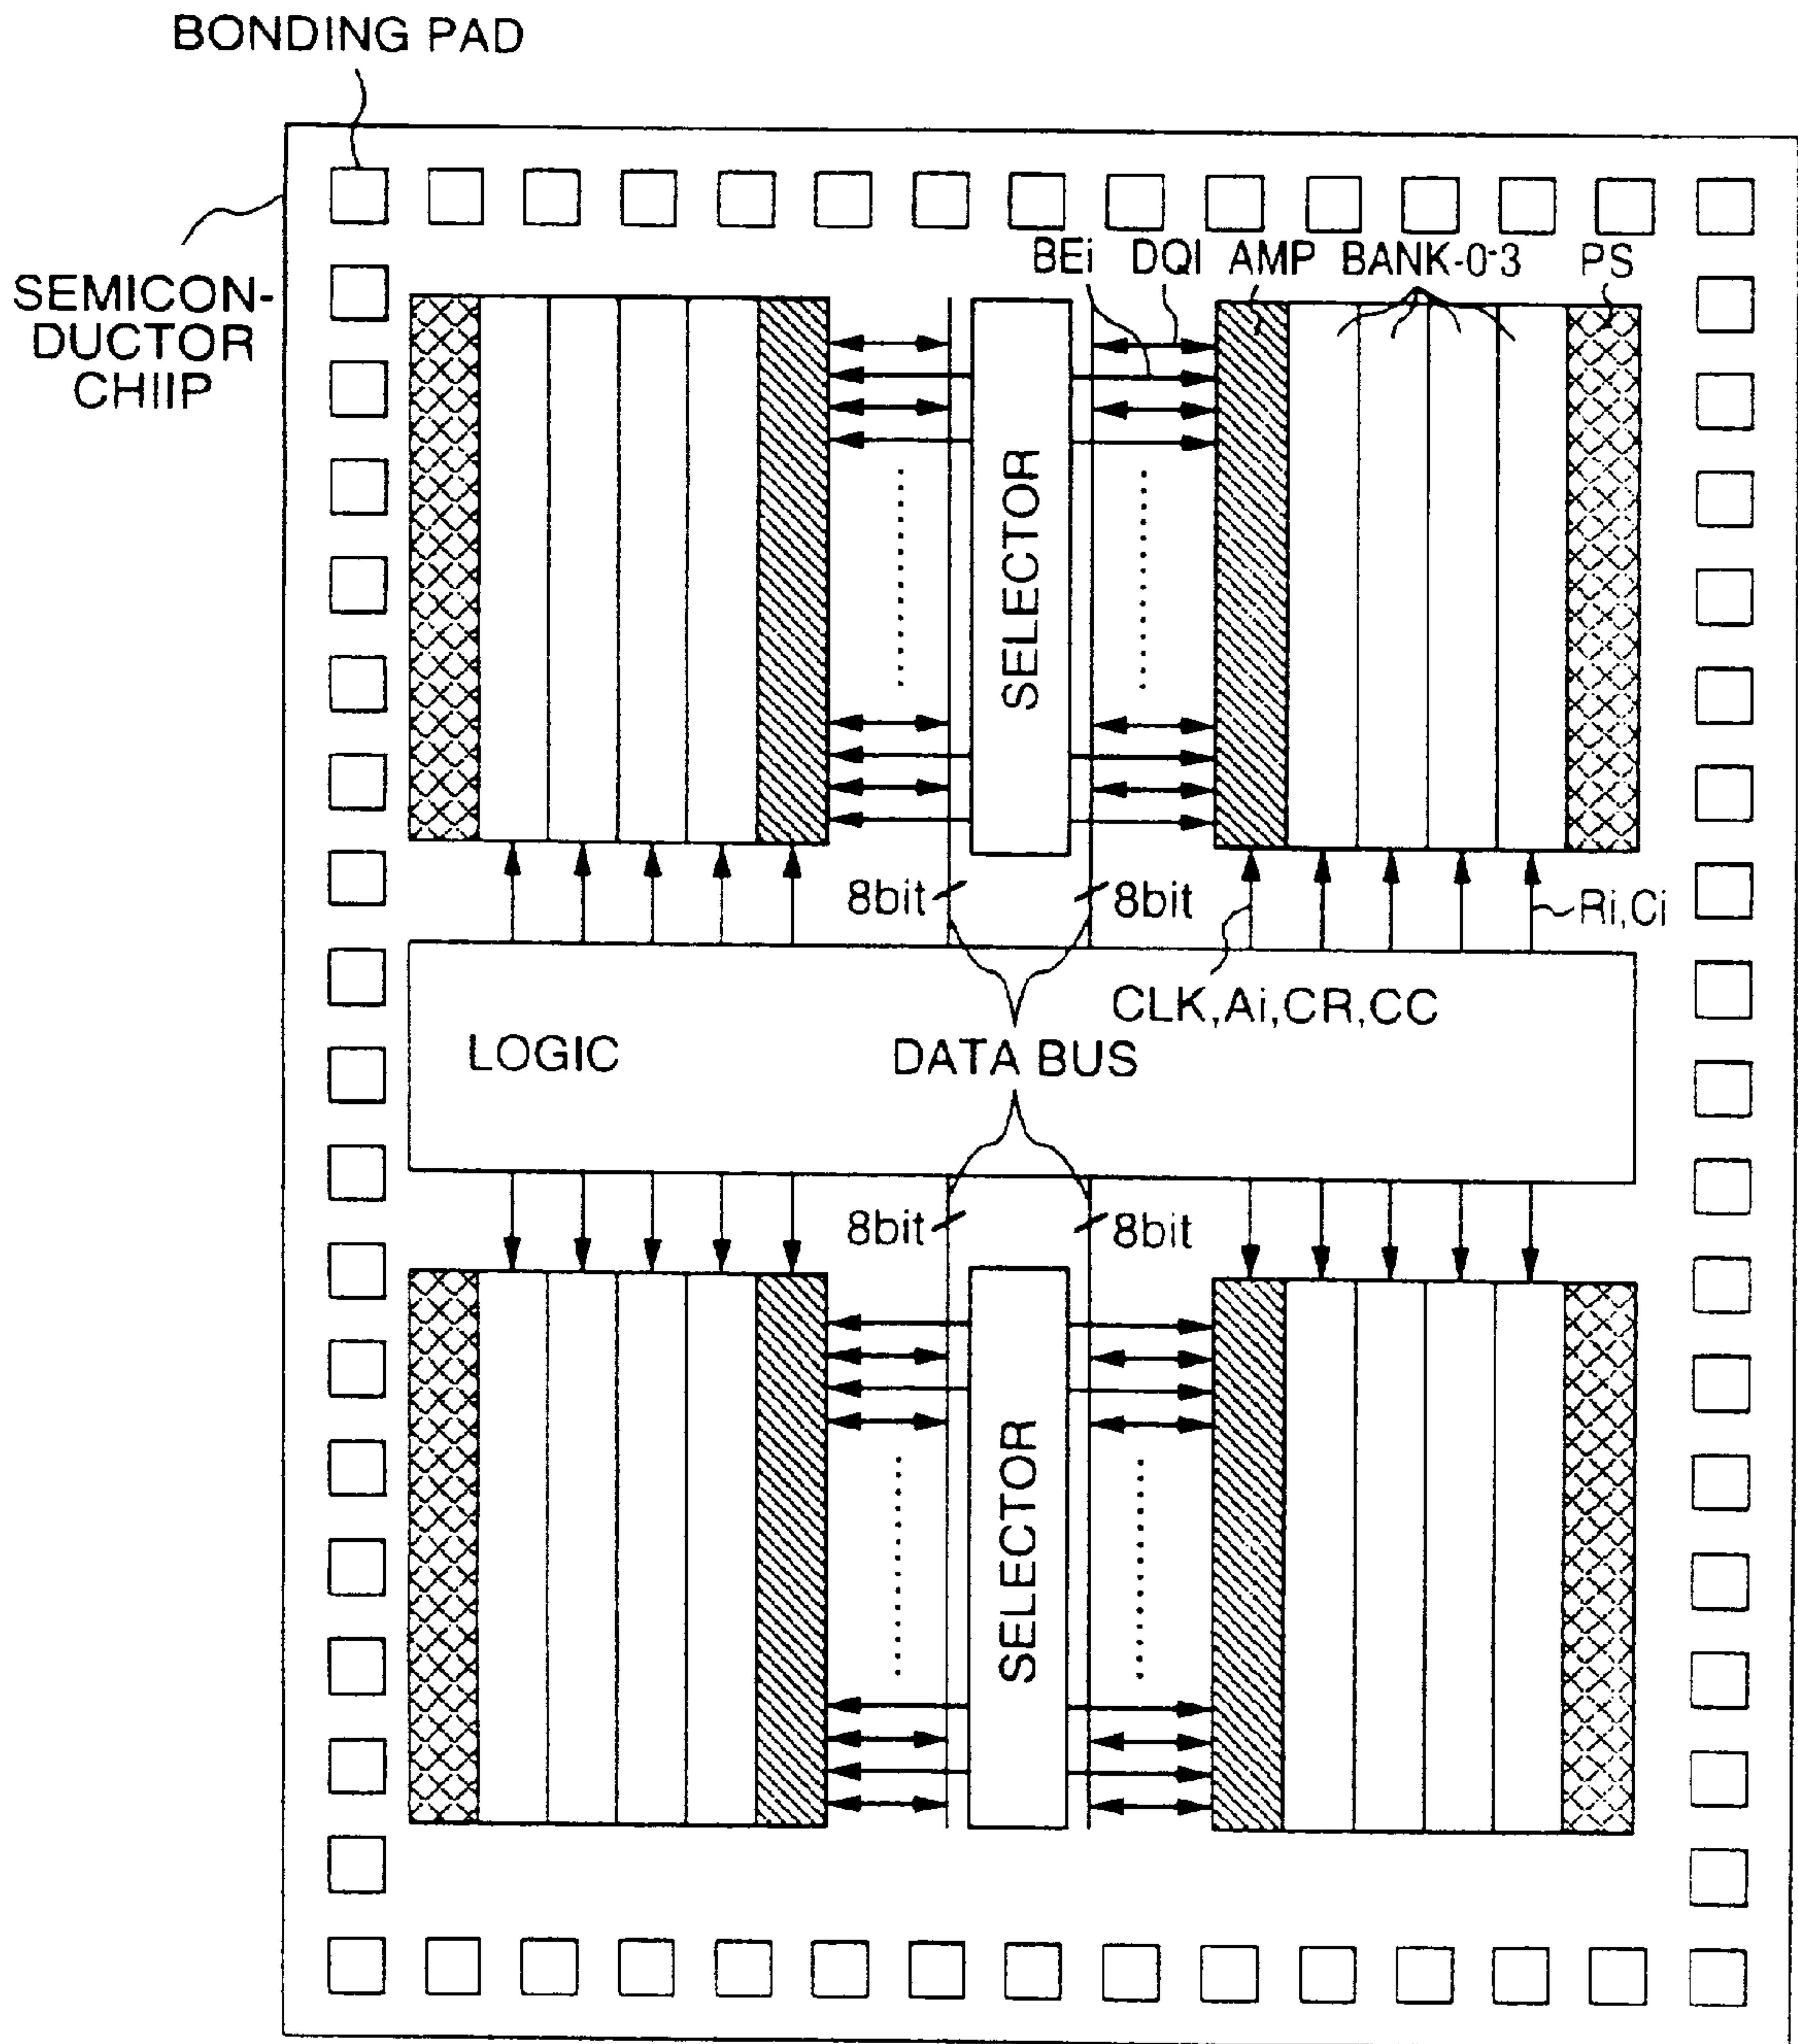 BONDING PAD
SEMICON-
DUCTOR
CHIIP
BEi DQI AMP BANK-0-3 PS
SELECTOR
8bit 8bit
Ri,Ci
CLK,Ai,CR,CC
LOGIC
DATA BUS
8bit 8bit
SELECTOR